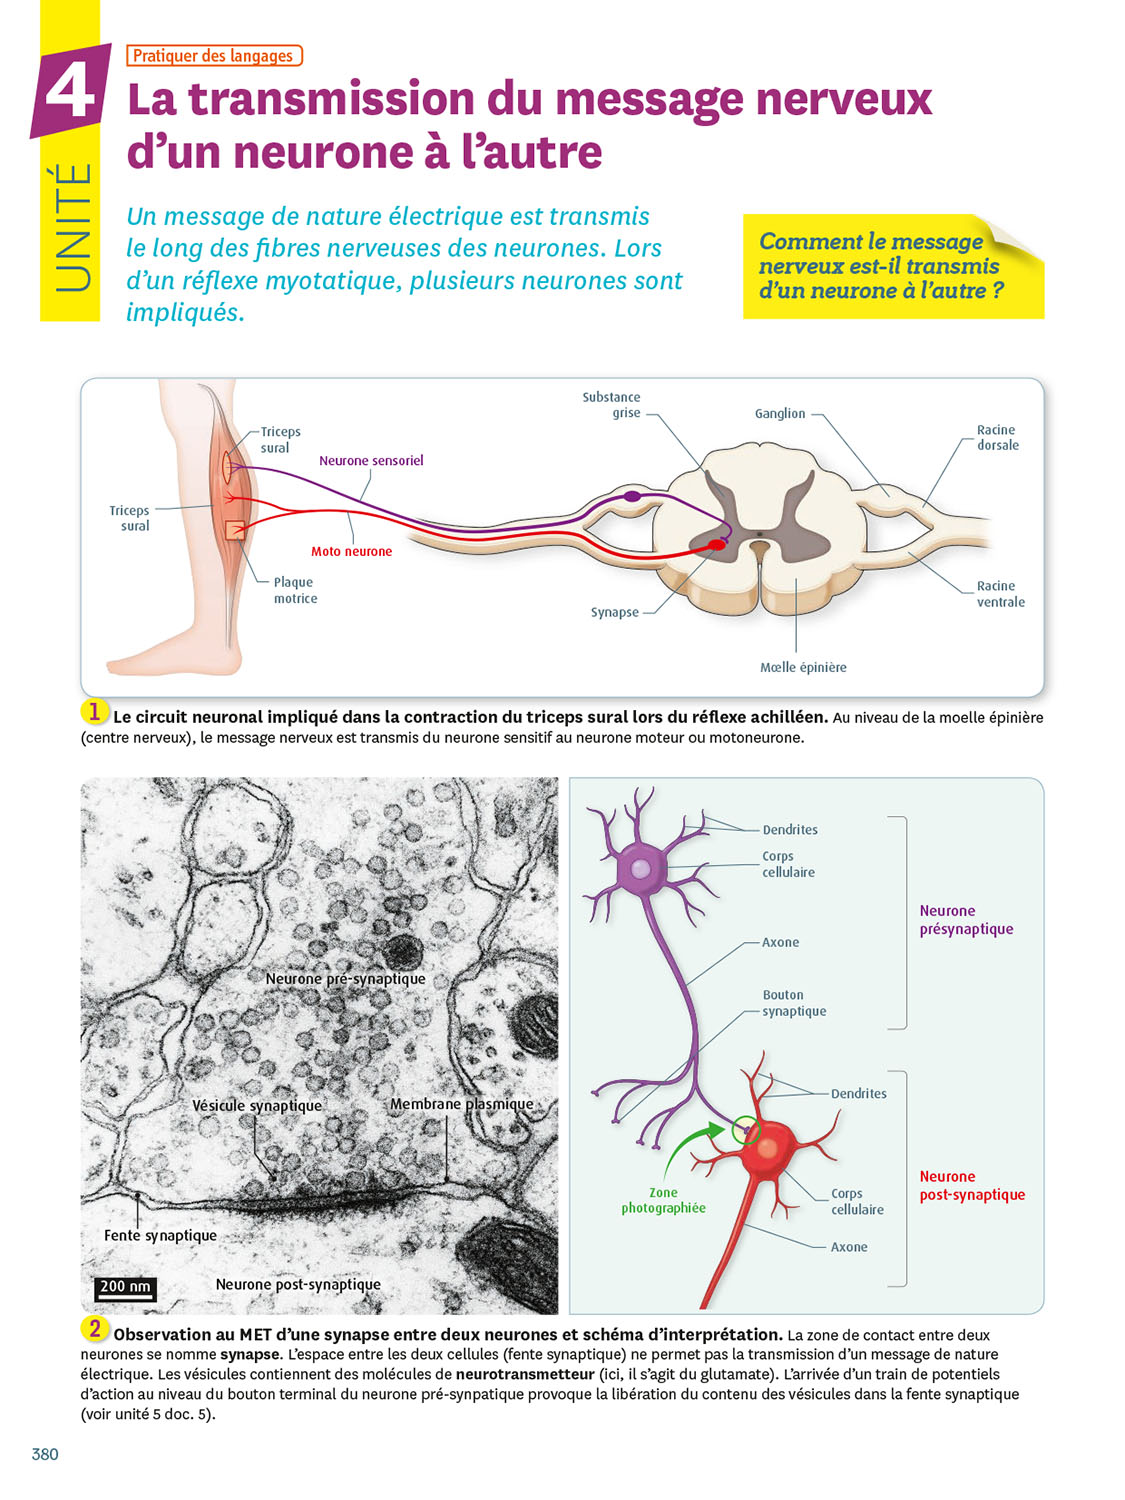 4
UNITÉ
Pratiquer des langages
La transmission du message nerveux
d'un neurone à l'autre
Un message de nature électrique est transmis
le long des fibres nerveuses des neurones. Lors
d'un réflexe myotatique, plusieurs neurones sont
impliqués.
Comment le message
nerveux est-il transmis
d'un neurone à l'autre ?
Triceps
sural
Neurone sensoriel
Triceps
sural
Moto neurone
Plaque
motrice
Substance
grise
Ganglion
Racine
dorsale
Synapse
Racine
ventrale
Mœlle épinière
1 Le circuit neuronal impliqué dans la contraction du triceps sural lors du réflexe achilléen. Au niveau de la moelle épinière
(centre nerveux), le message nerveux est transmis du neurone sensitif au neurone moteur ou motoneurone.
Neurone pré-synaptique
Vésicule synaptique
Membrane plasmique
Fente synaptique
Neurone post-synaptique
200 nm
Dendrites
Corps
cellulaire
Neurone
présynaptique
Axone
Bouton
synaptique
Dendrites
Zone
photographiée
Neurone
post-synaptique
Corps
cellulaire
Axone
2 Observation au MET d'une synapse entre deux neurones et schéma d'interprétation. La zone de contact entre deux
neurones se nomme synapse. L'espace entre les deux cellules (fente synaptique) ne permet pas la transmission d'un message de nature
électrique. Les vésicules contiennent des molécules de neurotransmetteur (ici, il s'agit du glutamate). L'arrivée d'un train de potentiels
d'action au niveau du bouton terminal du neurone pré-synpatique provoque la libération du contenu des vésicules dans la fente synaptique
(voir unité 5 doc. 5).
380